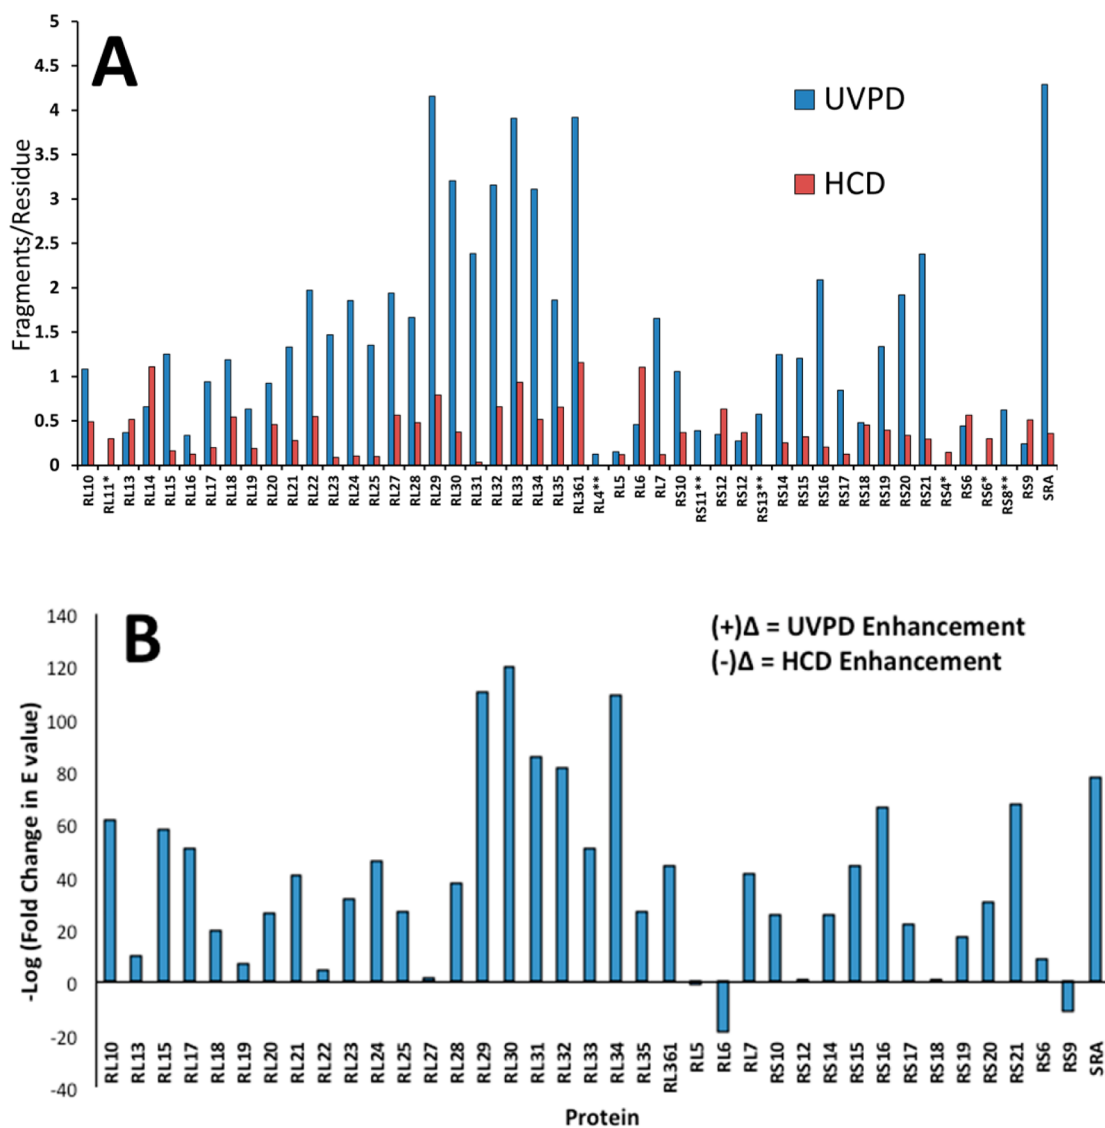 A
5
4.5
4
3.5
3
2.5
2
1.5
1
0.5
0
Fragments/Residue
UVPD
HCD
RL10 RL11* RL13 RL14 RL15 RL16 RL17 RL18 RL19 RL20 RL21 RL22 RL23 RL24 RL25 RL27 RL28 RL29 RL30 RL31 RL32 RL33 RL34 RL35 RL361 RL4** RL5 RL6 RL7 RS10 RS11** RS12 RS12 RS13** RS14 RS15 RS16 RS17 RS18 RS19 RS20 RS21 RS4* RS6 RS6* RS8** RS9 SRA
B
(+)Δ = UVPD Enhancement
(-)Δ = HCD Enhancement
140
120
100
80
60
40
20
0
-20
-40
-Log (Fold Change in E value)
RL10 RL13 RL15 RL17 RL18 RL19 RL20 RL21 RL22 RL23 RL24 RL25 RL27 RL28 RL29 RL30 RL31 RL32 RL33 RL34 RL35 RL361 RL5 RL6 RL7 RS10 RS12 RS14 RS15 RS16 RS17 RS18 RS19 RS20 RS21 RS6 RS9 SRA
Protein